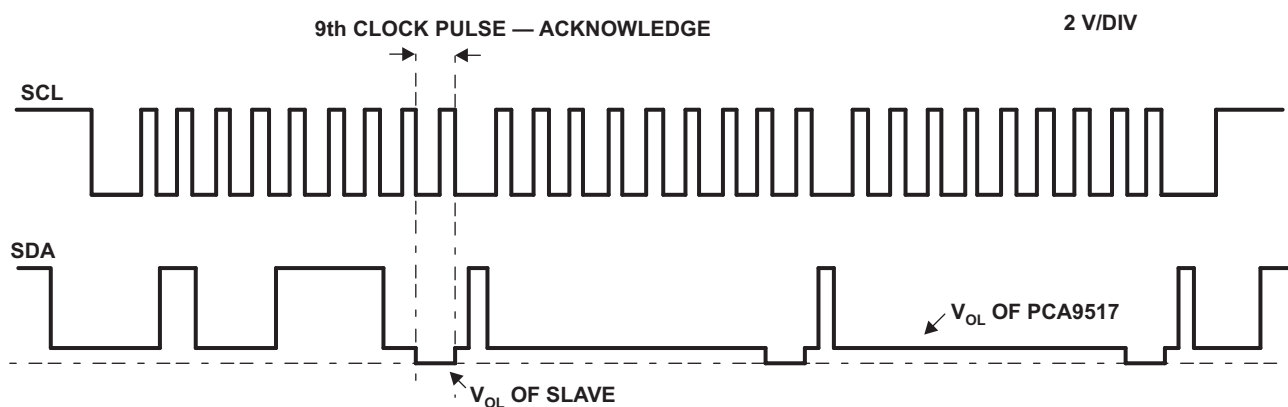 9th CLOCK PULSE — ACKNOWLEDGE
2 V/DIV
SCL
SDA
VOL OF PCA9517
VOL OF SLAVE